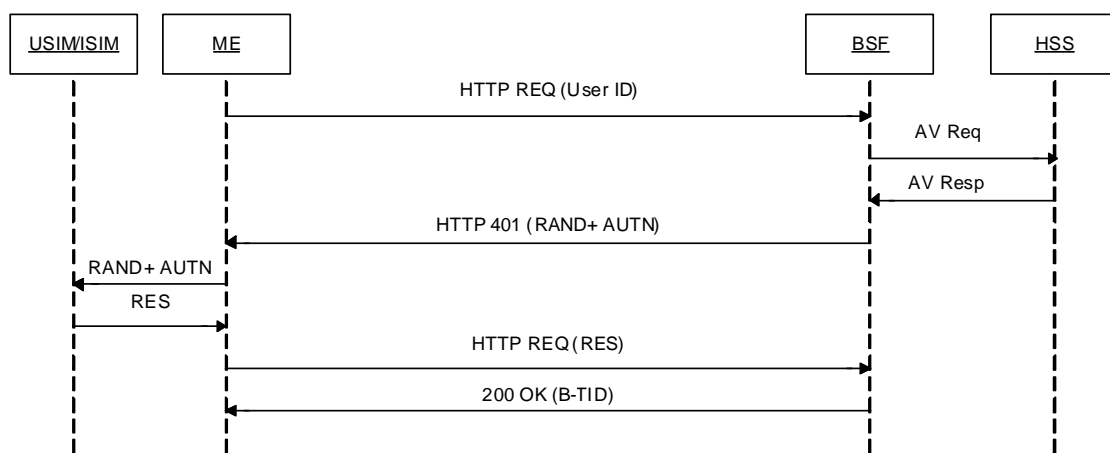 USIM/ISIM
ME
BSF
HSS
HTTP REQ (User ID)
AV Req
AV Resp
HTTP 401 (RAND+ AUTN)
RAND+ AUTN
RES
HTTP REQ (RES)
200 OK (B-TID)